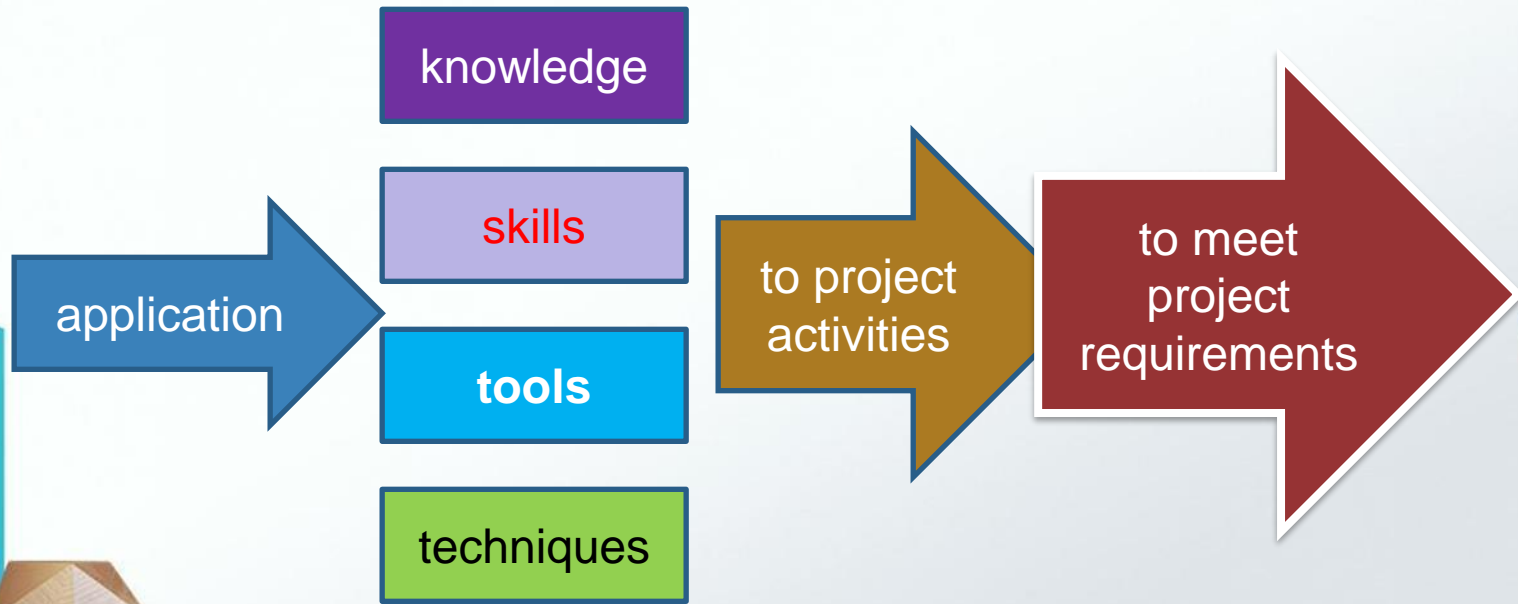 application
knowledge
skills
tools
techniques
to project
activities
to meet
project
requirements